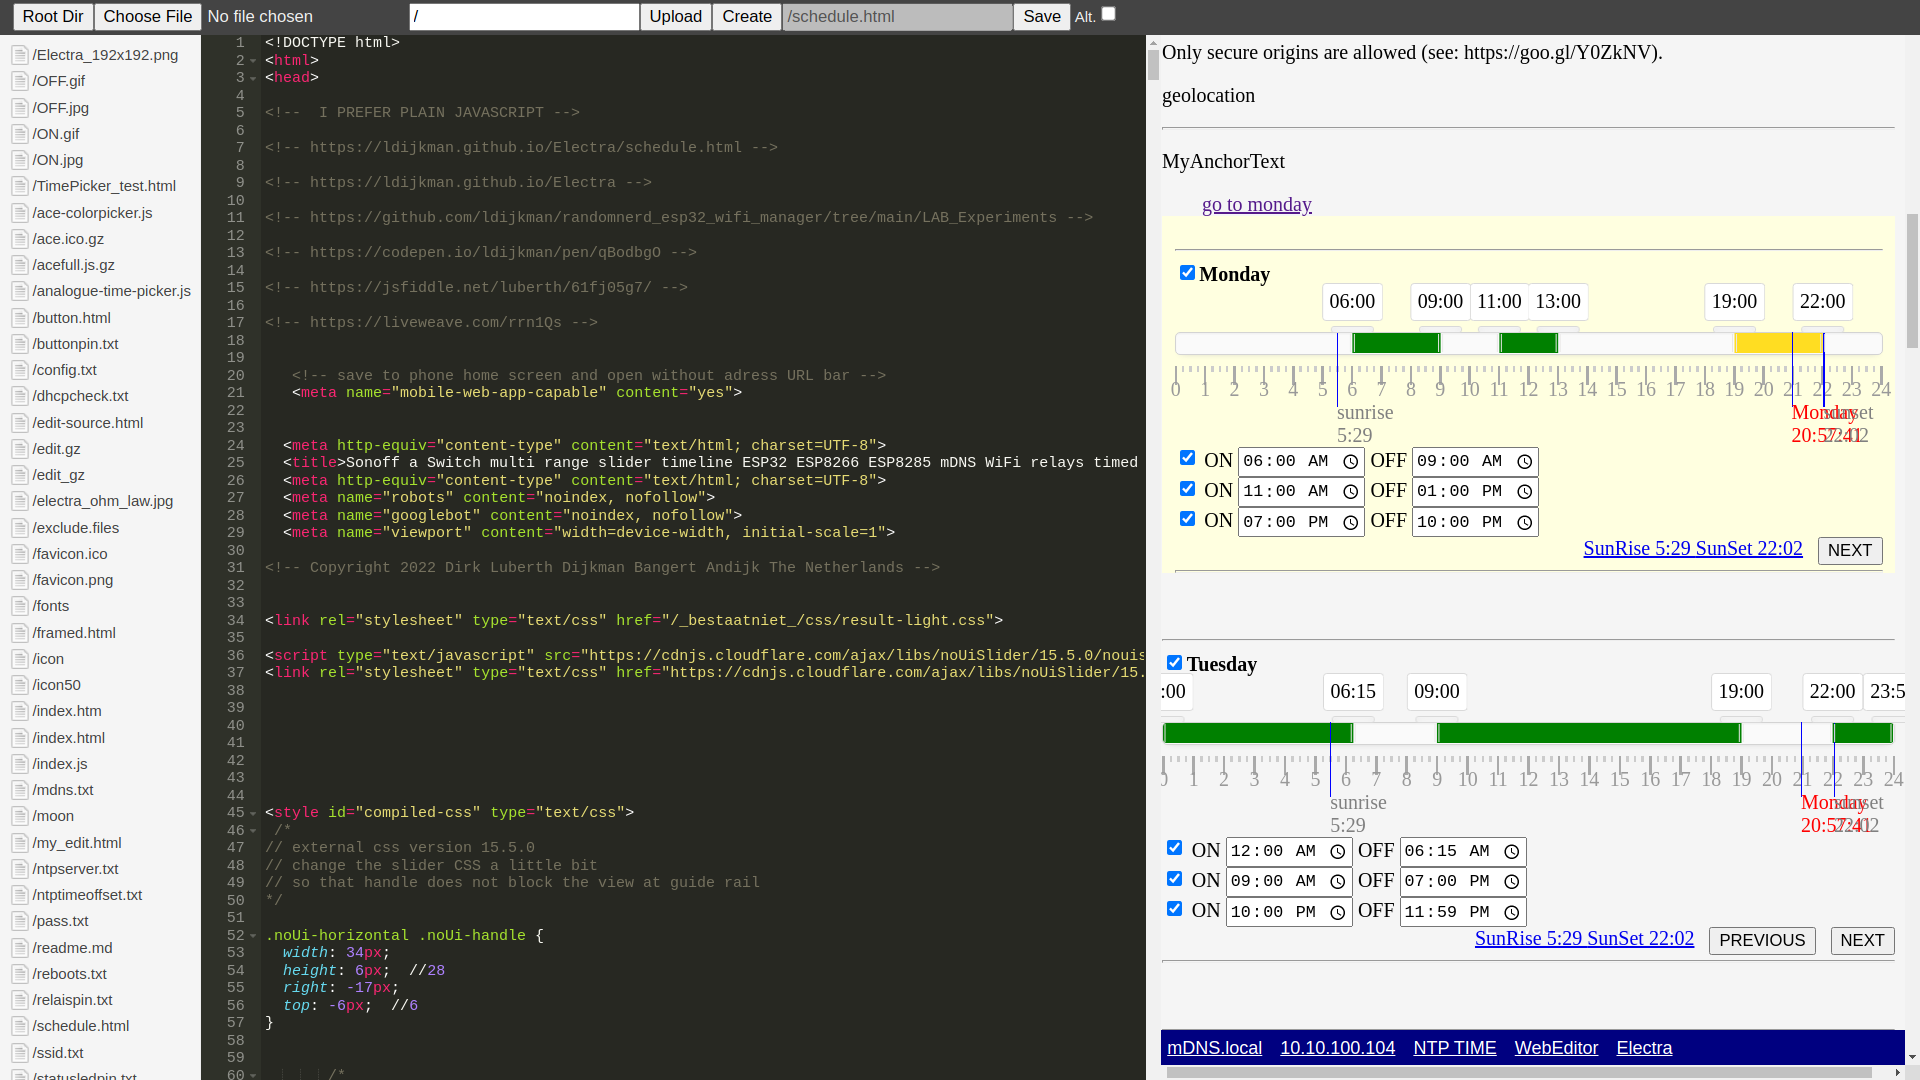 Root Dir Choose File No file chosen / Upload Create /schedule.html Save Alt.
/Electra_192x192.png
/OFF.gif
/OFF.jpg
/ON.gif
/ON.jpg
/TimePicker_test.html
/ace-colorpicker.js
/ace.ico.gz
/acefull.js.gz
/analogue-time-picker.js
/button.html
/buttonpin.txt
/config.txt
/dhcpcheck.txt
/edit-source.html
/edit.gz
/edit_gz
/electra_ohm_law.jpg
/exclude.files
/favicon.ico
/favicon.png
/fonts
/framed.html
/icon
/icon50
/index.htm
/index.html
/index.js
/mdns.txt
/moon
/my_edit.html
/ntpserver.txt
/ntptimeoffset.txt
/pass.txt
/readme.md
/reboots.txt
/relaispin.txt
/schedule.html
/ssid.txt
/statusledpin.txt
1 <!DOCTYPE html>
2 <html>
3 <head>
4
5 <!--  I PREFER PLAIN JAVASCRIPT -->
6
7 <!-- https://ldijkman.github.io/Electra/schedule.html -->
8
9 <!-- https://ldijkman.github.io/Electra -->
10
11 <!-- https://github.com/ldijkman/randomnerd_esp32_wifi_manager/tree/main/LAB_Experiments -->
12
13 <!-- https://codepen.io/ldijkman/pen/qBodbgO -->
14
15 <!-- https://jsfiddle.net/luberth/61fj05g7/ -->
16
17 <!-- https://liveweave.com/rrn1Qs -->
18
19
20 <!-- save to phone home screen and open without adress URL bar -->
21 <meta name="mobile-web-app-capable" content="yes">
22
23
24 <meta http-equiv="content-type" content="text/html; charset=UTF-8">
25 <title>Sonoff a Switch multi range slider timeline ESP32 ESP8266 ESP8285 mDNS WiFi relays timed
26 <meta http-equiv="content-type" content="text/html; charset=UTF-8">
27 <meta name="robots" content="noindex, nofollow">
28 <meta name="googlebot" content="noindex, nofollow">
29 <meta name="viewport" content="width=device-width, initial-scale=1">
30
31 <!-- Copyright 2022 Dirk Luberth Dijkman Bangert Andijk The Netherlands -->
32
33
34 <link rel="stylesheet" type="text/css" href="/_bestaatniet_/css/result-light.css">
35
36 <script type="text/javascript" src="https://cdnjs.cloudflare.com/ajax/libs/noUiSlider/15.5.0/nouis
37 <link rel="stylesheet" type="text/css" href="https://cdnjs.cloudflare.com/ajax/libs/noUiSlider/15.
38
39
40
41
42
43
44
45 <style id="compiled-css" type="text/css">
46 /*
47 // external css version 15.5.0
48 // change the slider CSS a little bit
49 // so that handle does not block the view at guide rail
50 */
51
52 .noUi-horizontal .noUi-handle {
53 width: 34px;
54 height: 6px;  //28
55 right: -17px;
56 top: -6px;  //6
57 }
58
59
60 /*
Only secure origins are allowed (see: https://goo.gl/Y0ZkNV).
geolocation
MyAnchorText
go to monday
Monday
06:00 09:00 11:00 13:00 19:00 22:00
0 1 2 3 4 5 6 7 8 9 10 11 12 13 14 15 16 17 18 19 20 21 22 23 24
sunrise Monday sunset
5:29 20:57:41 22:02
ON 06:00 AM OFF 09:00 AM
ON 11:00 AM OFF 01:00 PM
ON 07:00 PM OFF 10:00 PM
SunRise 5:29 SunSet 22:02 NEXT
Tuesday
:00 06:15 09:00 19:00 22:00 23:5
0 1 2 3 4 5 6 7 8 9 10 11 12 13 14 15 16 17 18 19 20 21 22 23 24
sunrise Monday sunset
5:29 20:57:41 22:02
ON 12:00 AM OFF 06:15 AM
ON 09:00 AM OFF 07:00 PM
ON 10:00 PM OFF 11:59 PM
SunRise 5:29 SunSet 22:02 PREVIOUS NEXT
mDNS.local 10.10.100.104 NTP TIME WebEditor Electra